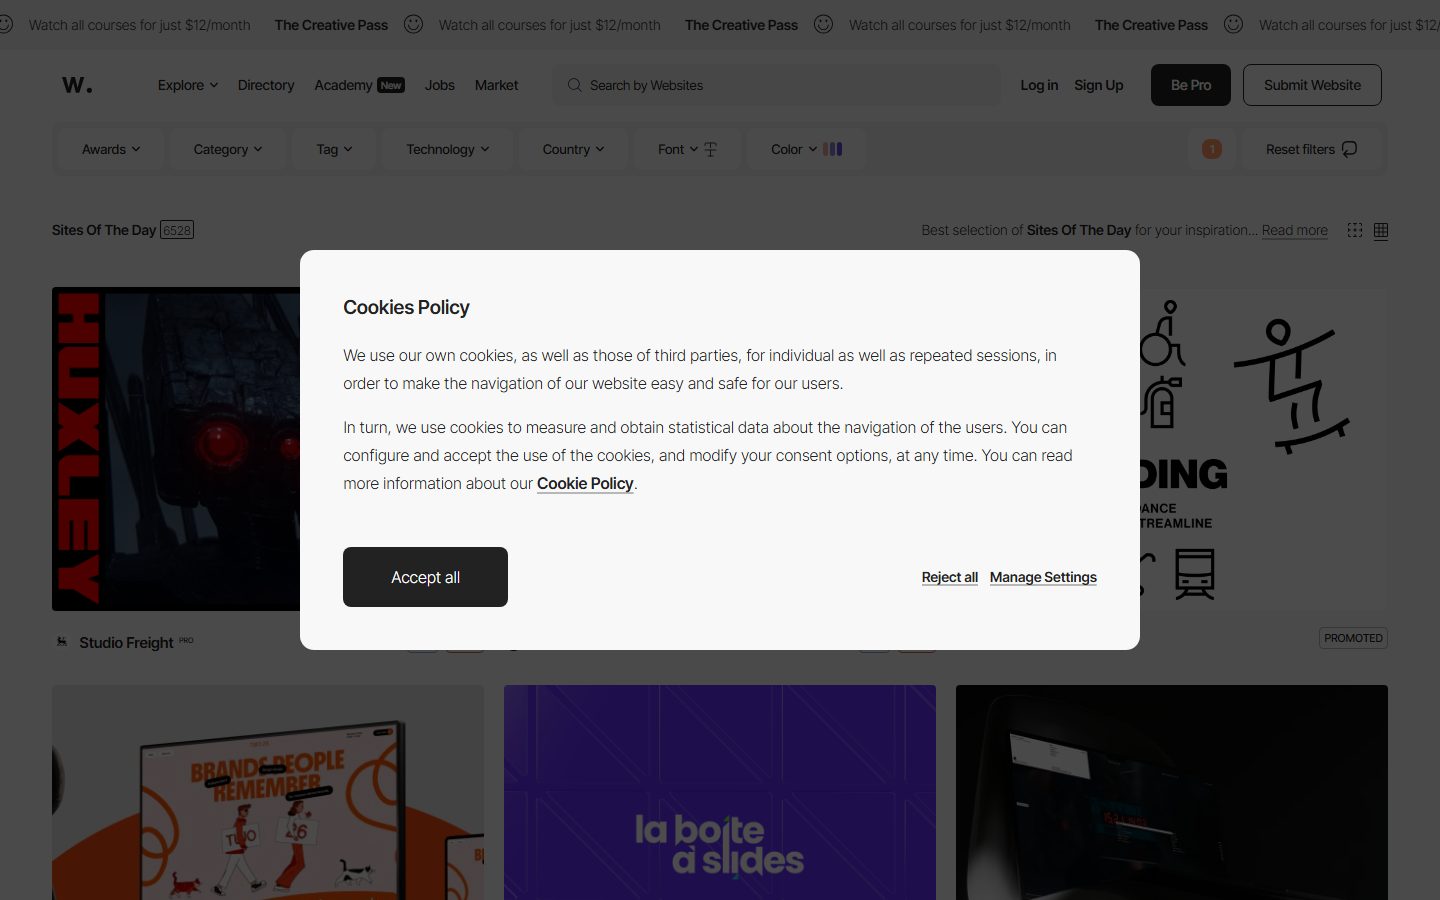 Watch all courses for just $12/month The Creative Pass Watch all courses for just $12/month The Creative Pass Watch all courses for just $12/month The Creative Pass Watch all courses for just $12/
W. Explore Directory Academy New Jobs Market Search by Websites Log in Sign Up Be Pro Submit Website
Awards Category Tag Technology Country Font Color 1 Reset filters
Sites Of The Day 6528 Best selection of Sites Of The Day for your inspiration... Read more
HUXLEY
Cookies Policy
We use our own cookies, as well as those of third parties, for individual as well as repeated sessions, in
order to make the navigation of our website easy and safe for our users.
In turn, we use cookies to measure and obtain statistical data about the navigation of the users. You can
configure and accept the use of the cookies, and modify your consent options, at any time. You can read
more information about our Cookie Policy.
Accept all Reject all Manage Settings
DING
DANCE
STREAMLINE
Studio Freight PRO
PROMOTED
BRANDS PEOPLE
REMEMBER
TWO 26
la boîte
à slides